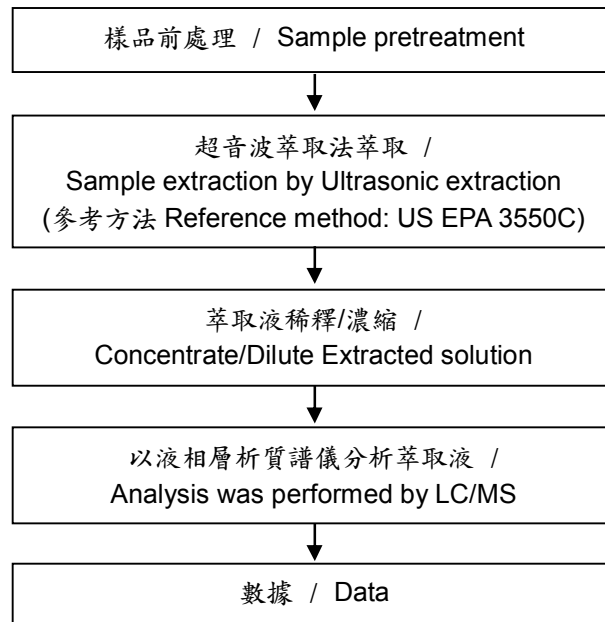 樣品前處理 / Sample pretreatment
超音波萃取法萃取 /
Sample extraction by Ultrasonic extraction
(參考方法 Reference method: US EPA 3550C)
萃取液稀釋/濃縮 /
Concentrate/Dilute Extracted solution
以液相層析質譜儀分析萃取液 /
Analysis was performed by LC/MS
數據 / Data